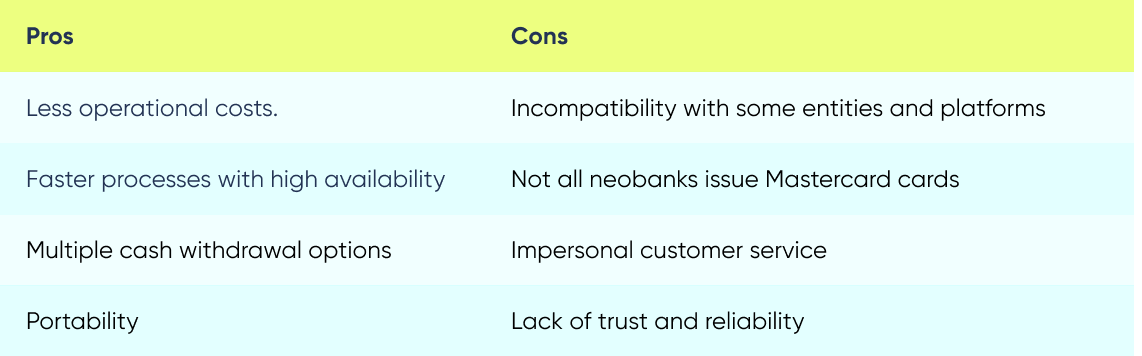 Pros Cons
Less operational costs. Incompatibility with some entities and platforms
Faster processes with high availability Not all neobanks issue Mastercard cards
Multiple cash withdrawal options Impersonal customer service
Portability Lack of trust and reliability